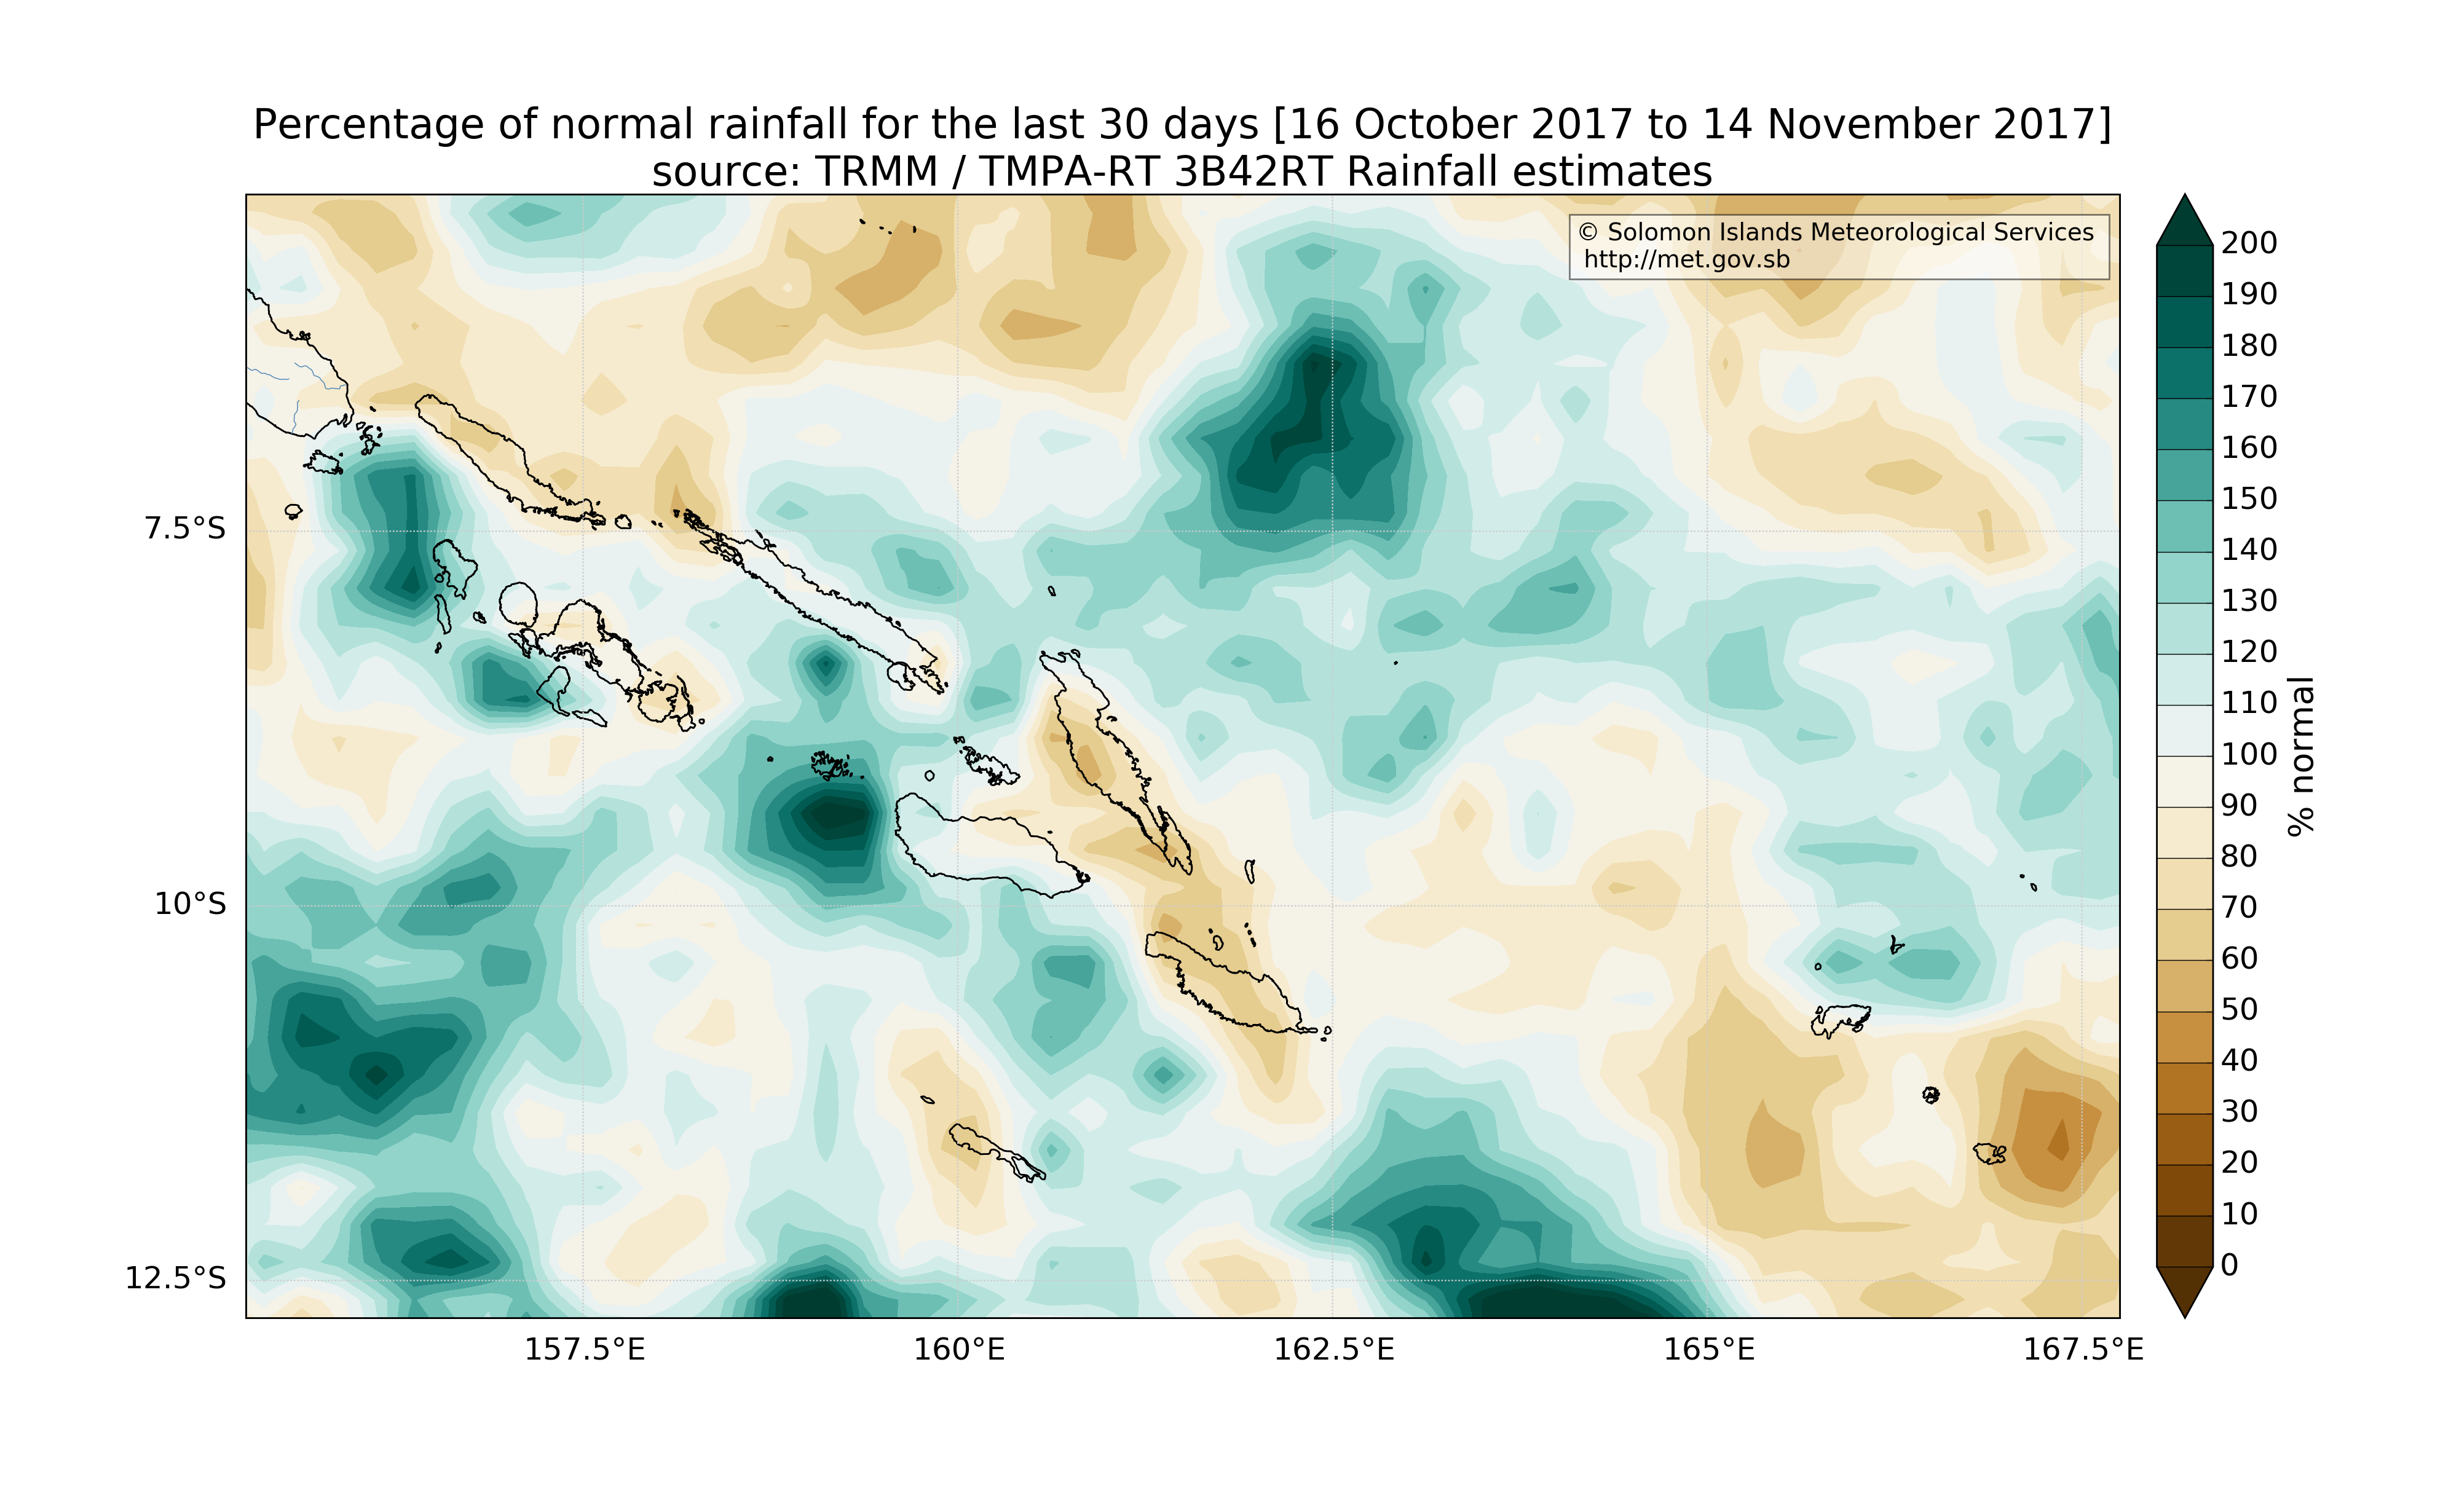 Percentage of normal rainfall for the last 30 days [16 October 2017 to 14 November 2017]
source: TRMM / TMPA-RT 3B42RT Rainfall estimates
© Solomon Islands Meteorological Services
http://met.gov.sb
7.5°S
10°S
12.5°S
157.5°E
160°E
162.5°E
165°E
167.5°E
200
190
180
170
160
150
140
130
120
110
100
90
80
70
60
50
40
30
20
10
0
% normal